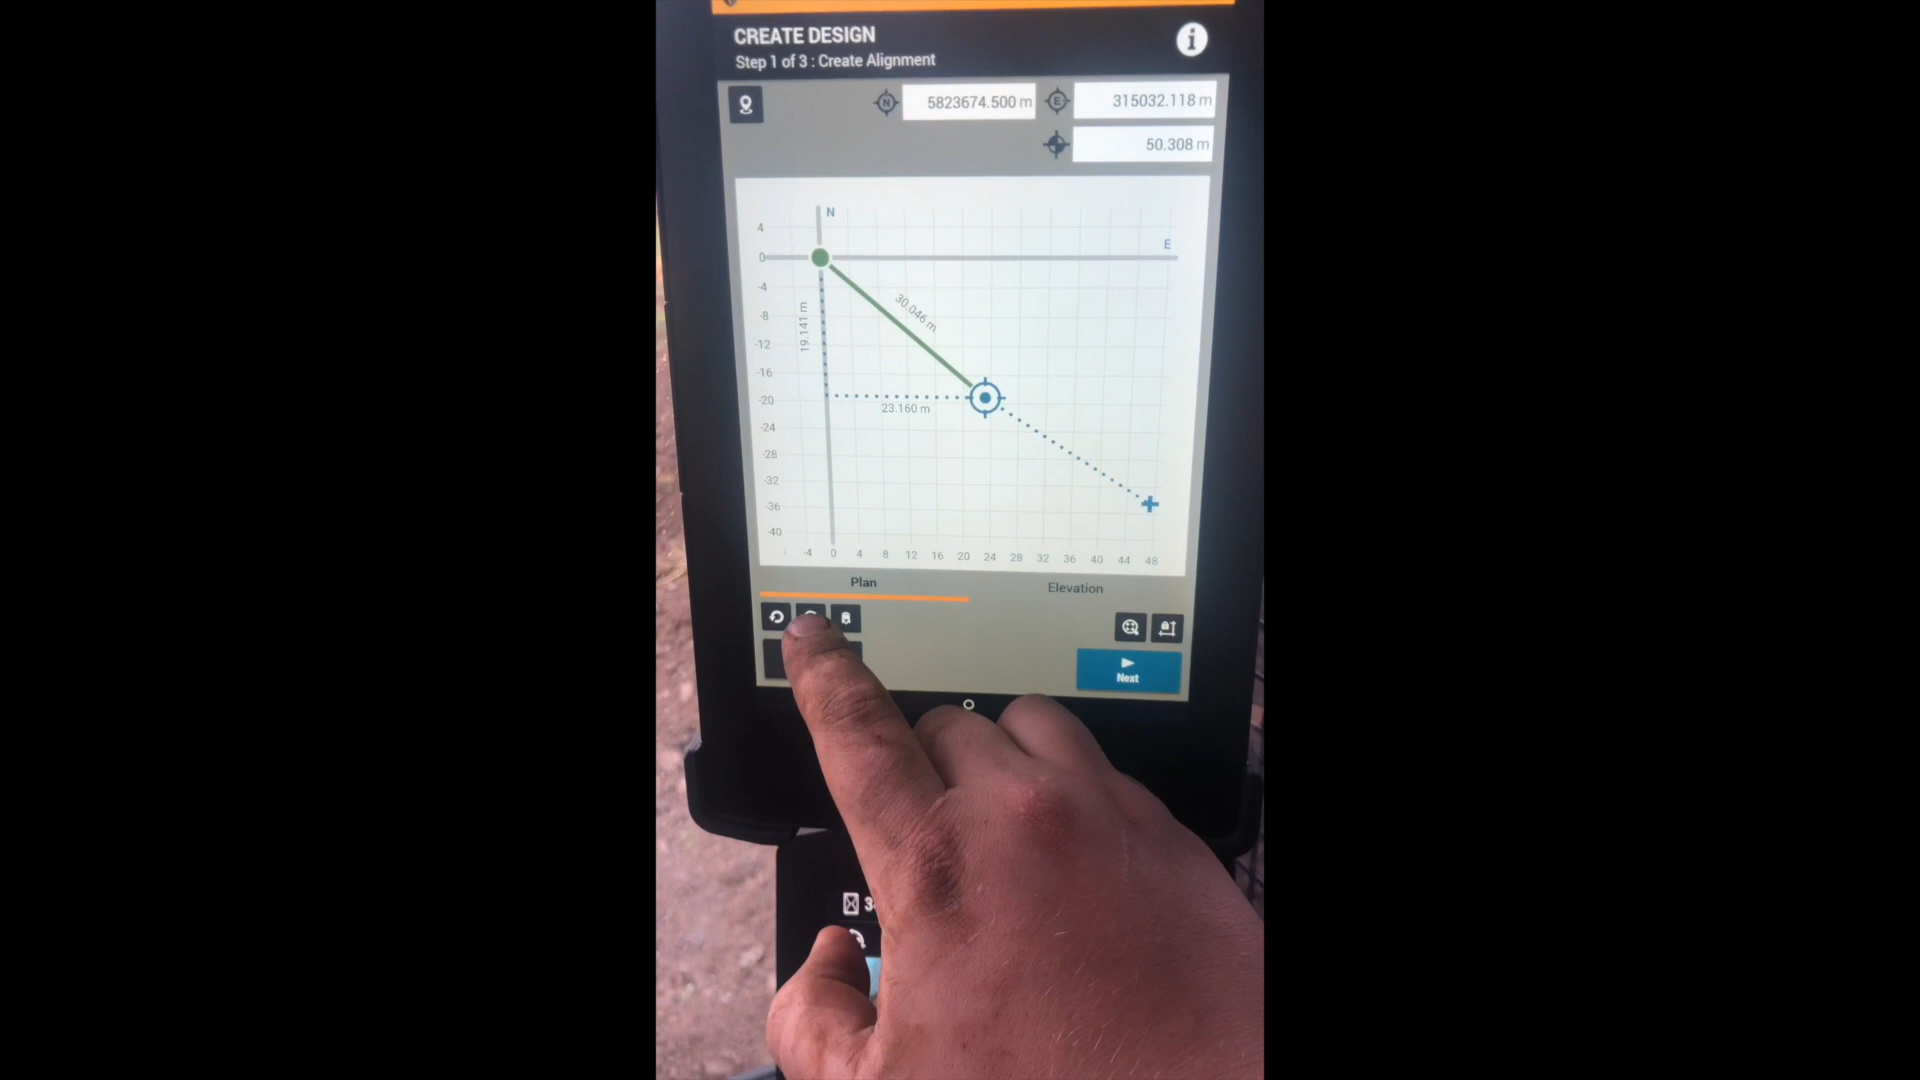 CREATE DESIGN
Step 1 of 3 : Create Alignment
N 5823674.500 m E 315032.118 m
50.308 m
N
E
4
0
-4
-8
-12
-16
-20
-24
-28
-32
-36
-40
30.046 m
19.141 m
23.160 m
-4 0 4 8 12 16 20 24 28 32 36 40 44 48
Plan Elevation
Next
3